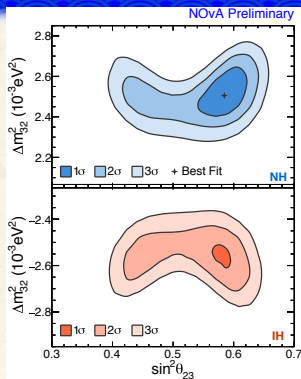 NOvA Preliminary
2.8
2.6
2.4
2.2
Δm²₃₂ (10⁻³eV²)
1σ 2σ 3σ + Best Fit
NH
−2.4
−2.6
−2.8
Δm²₃₂ (10⁻³eV²)
1σ 2σ 3σ
IH
0.3 0.4 0.5 0.6 0.7
sin²θ₂₃